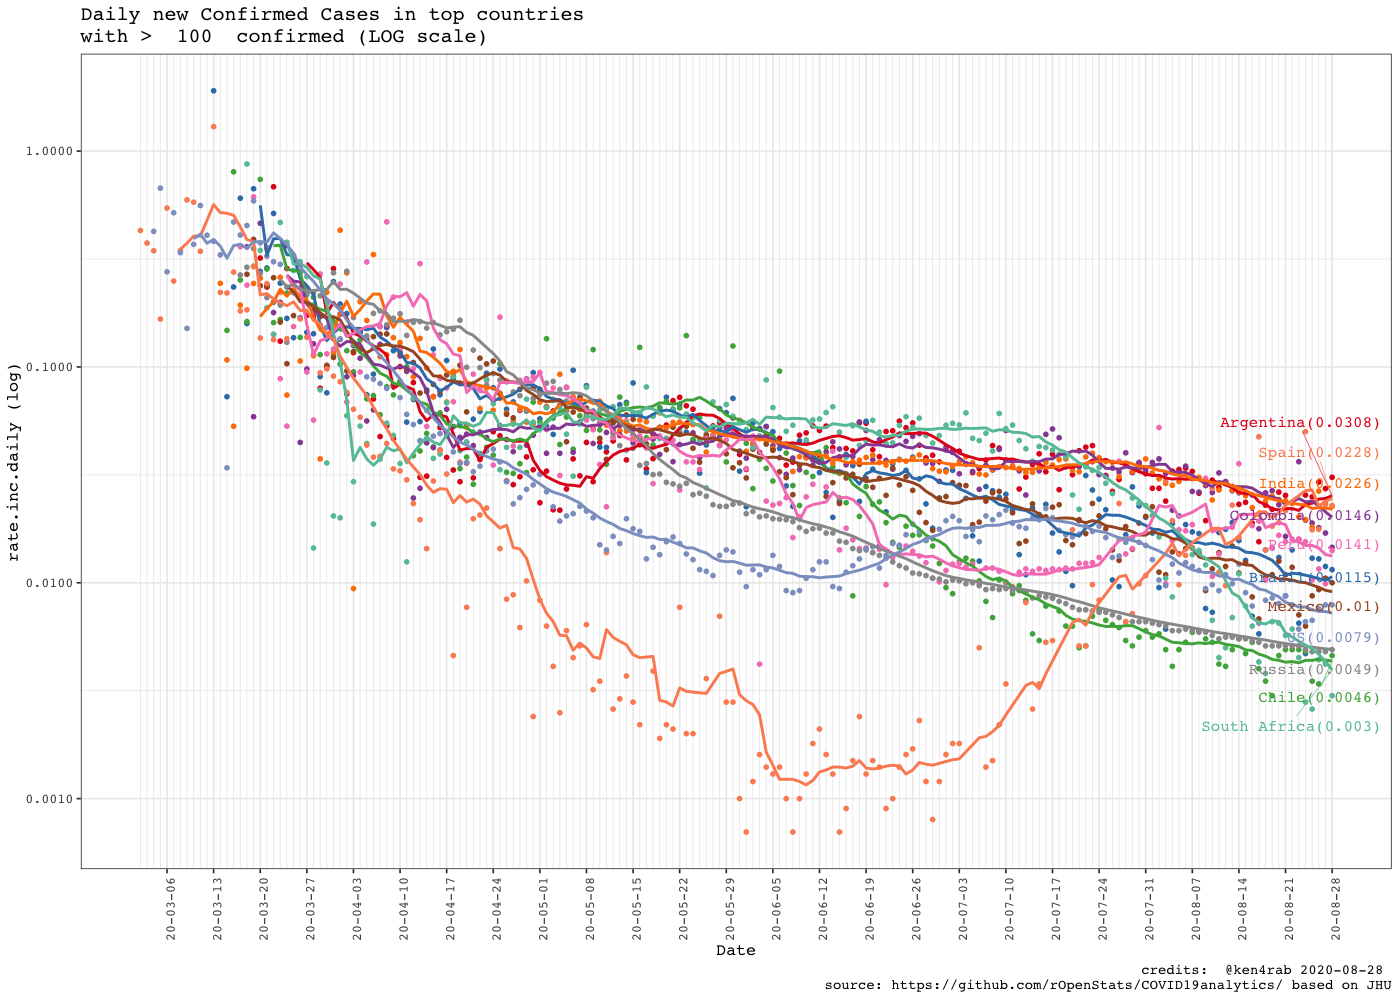 Daily new Confirmed Cases in top countries
with >  100  confirmed (LOG scale)
rate.inc.daily (log)
1.0000
0.1000
0.0100
0.0010
Argentina(0.0308)
Spain(0.0228)
India(0.0226)
Colombia(0.0146)
Peru(0.0141)
Brazil(0.0115)
Mexico(0.01)
US(0.0079)
Russia(0.0049)
Chile(0.0046)
South Africa(0.003)
20-03-06
20-03-13
20-03-20
20-03-27
20-04-03
20-04-10
20-04-17
20-04-24
20-05-01
20-05-08
20-05-15
20-05-22
20-05-29
20-06-05
20-06-12
20-06-19
20-06-26
20-07-03
20-07-10
20-07-17
20-07-24
20-07-31
20-08-07
20-08-14
20-08-21
20-08-28
Date
credits:  @ken4rab 2020-08-28
source: https://github.com/rOpenStats/COVID19analytics/ based on JHU